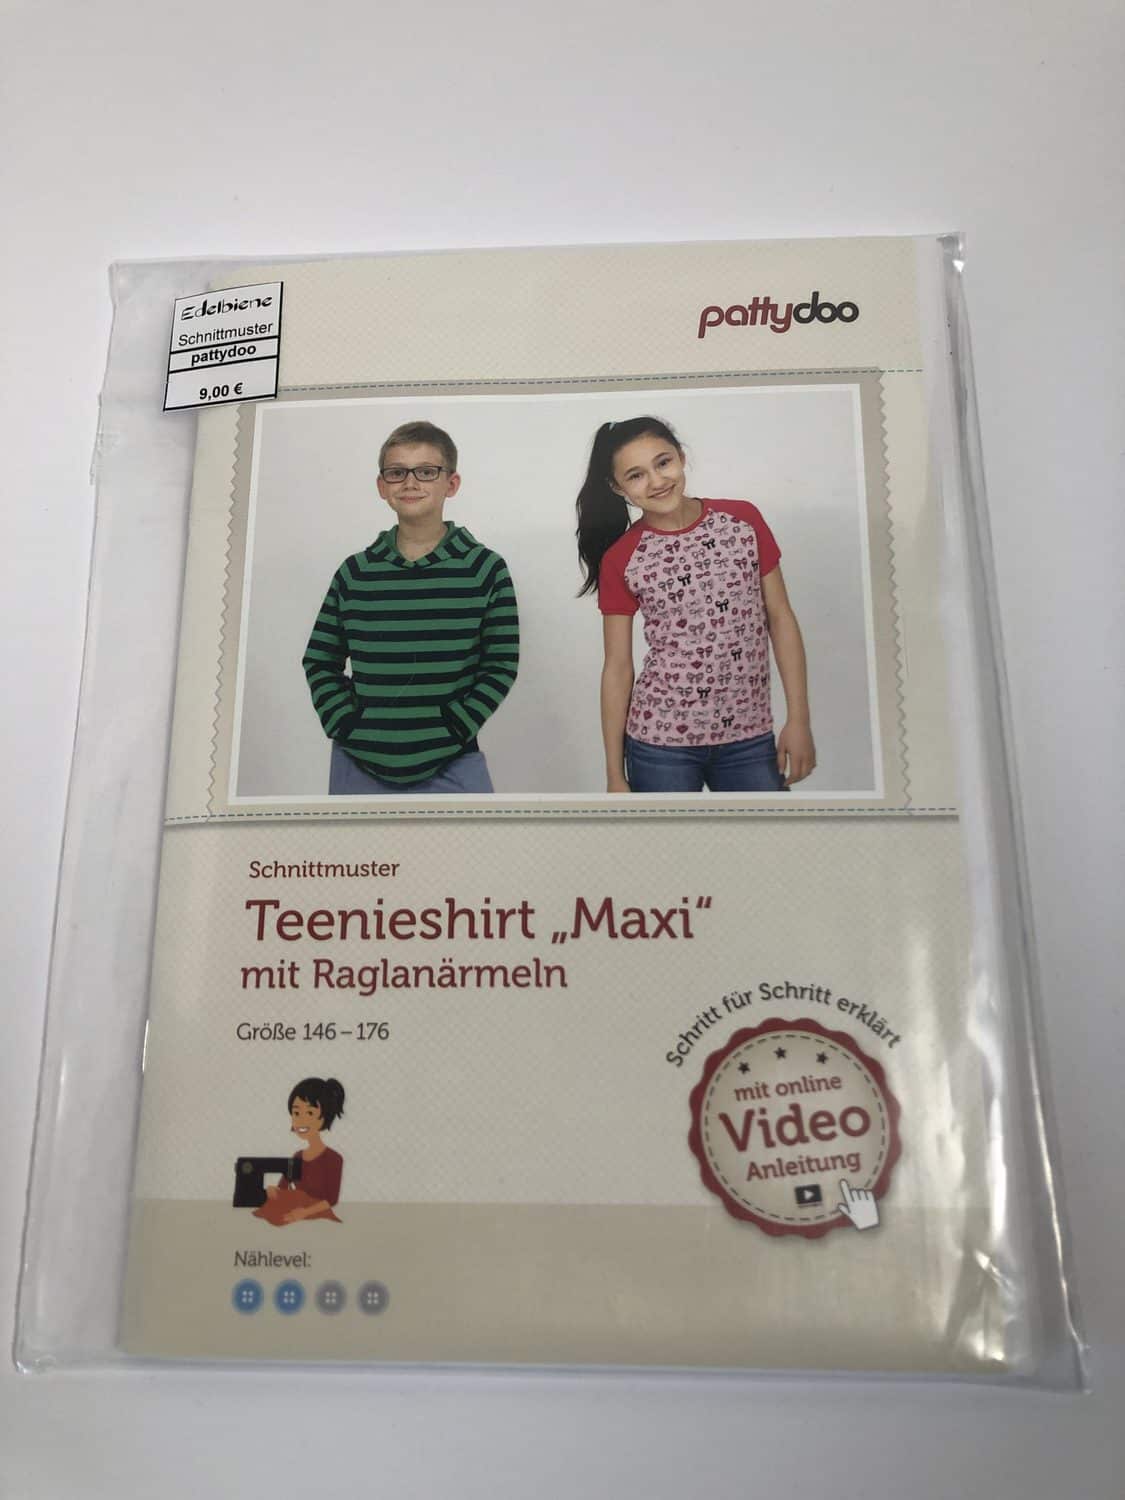 Edelbiene
Schnittmuster
pattydoo
9,00 €
pattydoo
Schnittmuster
Teenieshirt „Maxi“
mit Raglanärmeln
Größe 146 – 176
Schritt für Schritt erklärt
mit online
Video
Anleitung
Nählevel: